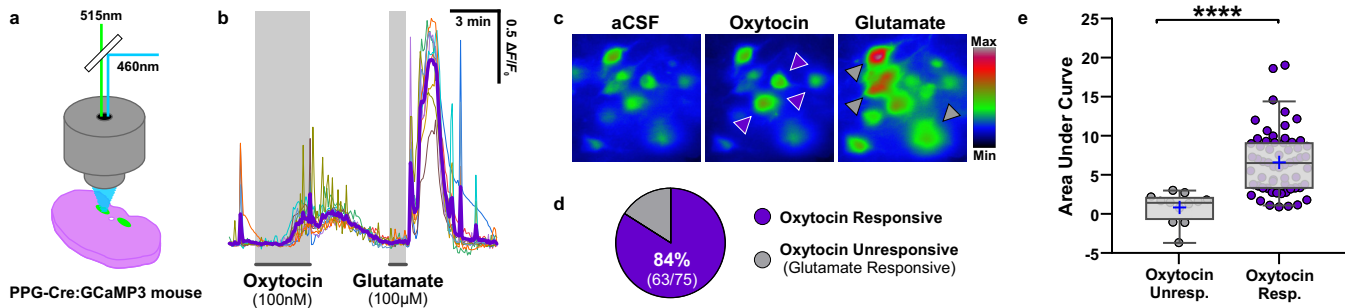 a
515nm
460nm
PPG-Cre:GCaMP3 mouse
b
3 min
0.5 ΔF/F₀
Oxytocin
(100nM)
Glutamate
(100µM)
c
aCSF
Oxytocin
Glutamate
Max
Min
d
84%
(63/75)
Oxytocin Responsive
Oxytocin Unresponsive
(Glutamate Responsive)
e
****
Area Under Curve
25
20
15
10
5
0
-5
Oxytocin
Unresp.
Oxytocin
Resp.